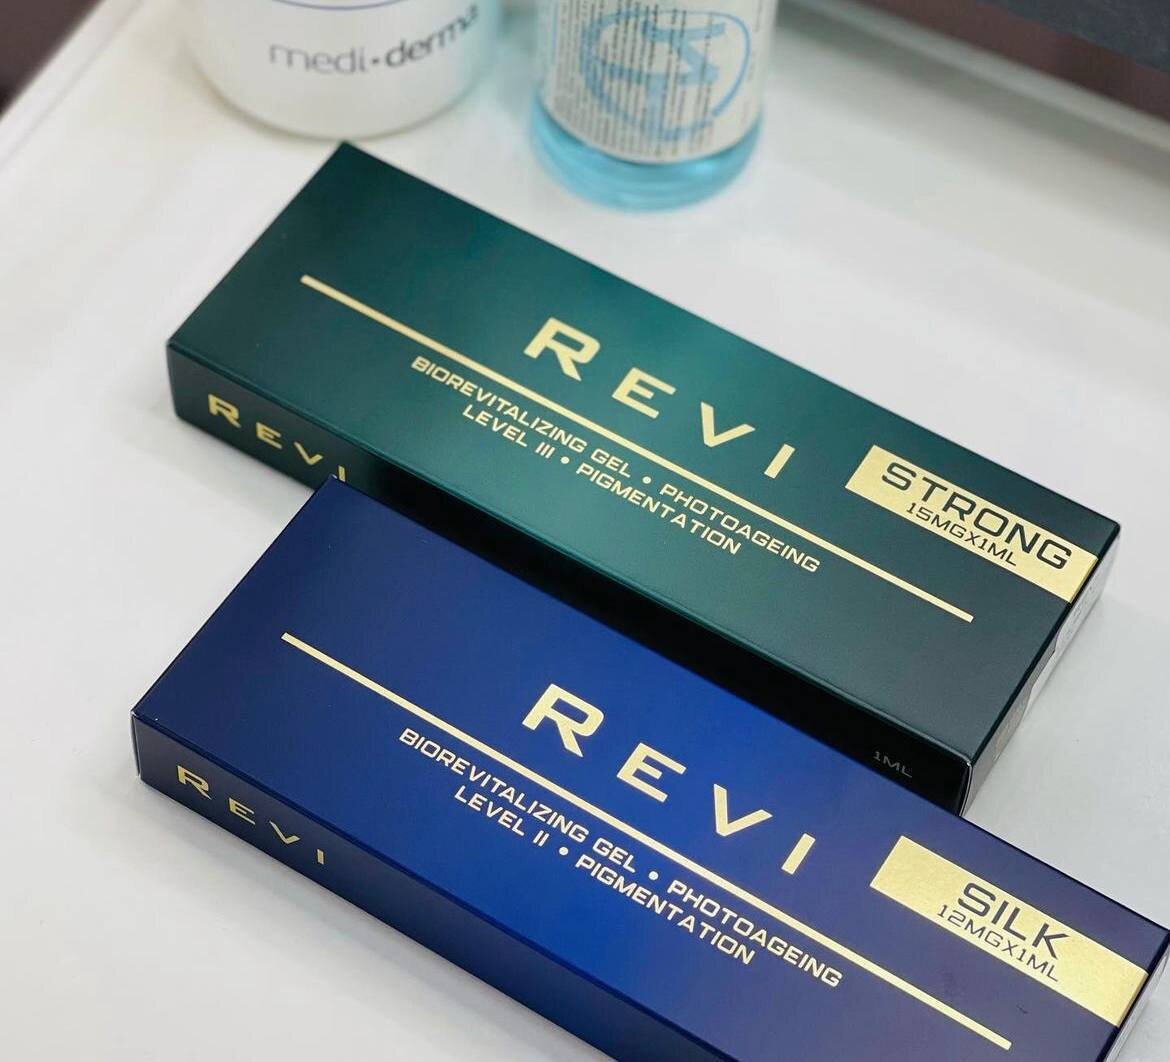 medi•derma
REVI
BIOREVITALIZING GEL • PHOTOAGEING
LEVEL III • PIGMENTATION
STRONG
15MGX1ML
REVI
1ML
REVI
BIOREVITALIZING GEL • PHOTOAGEING
LEVEL II • PIGMENTATION
SILK
12MGX1ML
REVI